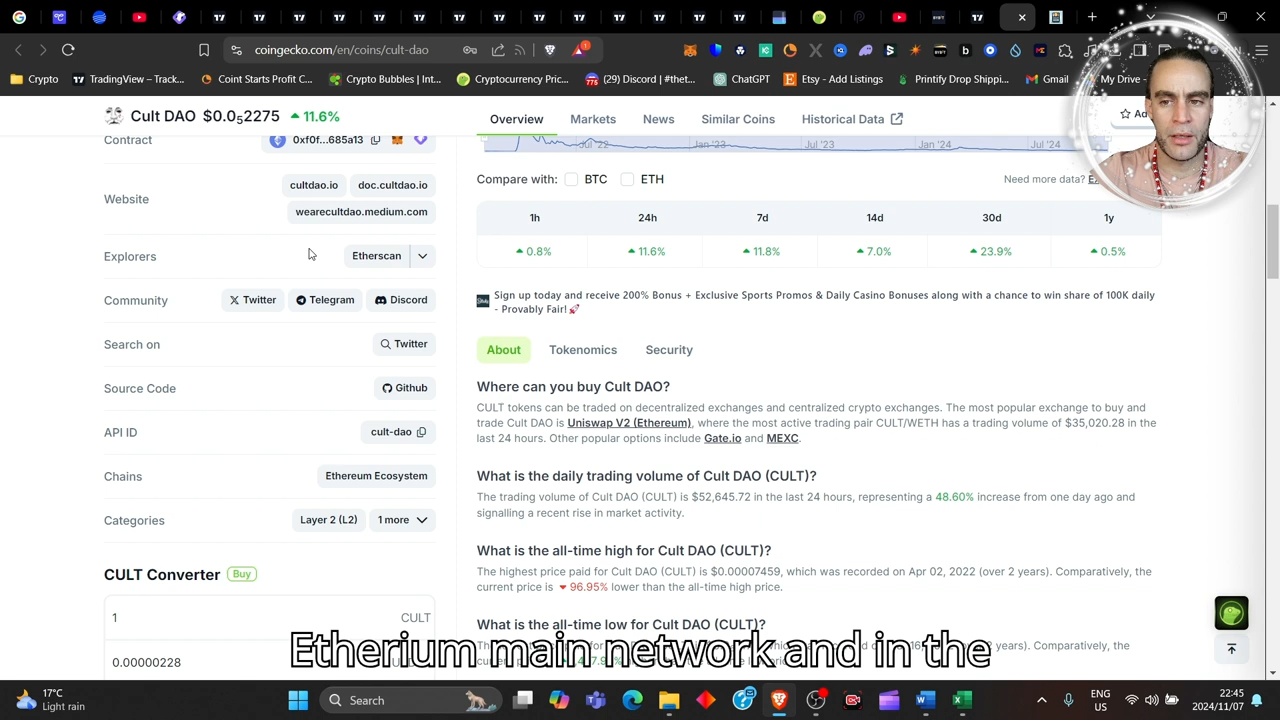 coingecko.com/en/coins/cult-dao
1
Crypto
TradingView – Track...
Coin Starts Profit C...
Crypto Bubbles | Int...
Cryptocurrency Pric...
(29) Discord | #thet...
ChatGPT
Etsy - Add Listings
Printify Drop Shippi...
Gmail
My Drive -
Cult DAO $0.0₅2275 11.6%
Overview
Markets
News
Similar Coins
Historical Data
Contract
0xf0f...685a13
Website
cultdao.io
doc.cultdao.io
wearecultdao.medium.com
Explorers
Etherscan
Community
Twitter
Telegram
Discord
Search on
Twitter
Source Code
Github
API ID
cult-dao
Chains
Ethereum Ecosystem
Categories
Layer 2 (L2)
1 more
CULT Converter
Buy
1
CULT
0.00000228
Jul '22
Jan '23
Jul '23
Jan '24
Jul '24
Compare with:
BTC
ETH
Need more data?
1h 24h 7d 14d 30d 1y
0.8% 11.6% 11.8% 7.0% 23.9% 0.5%
Sign up today and receive 200% Bonus + Exclusive Sports Promos & Daily Casino Bonuses along with a chance to win share of 100K daily
- Provably Fair!🚀
About
Tokenomics
Security
Where can you buy Cult DAO?
CULT tokens can be traded on decentralized exchanges and centralized crypto exchanges. The most popular exchange to buy and
trade Cult DAO is Uniswap V2 (Ethereum), where the most active trading pair CULT/WETH has a trading volume of $35,020.28 in the
last 24 hours. Other popular options include Gate.io and MEXC.
What is the daily trading volume of Cult DAO (CULT)?
The trading volume of Cult DAO (CULT) is $52,645.72 in the last 24 hours, representing a 48.60% increase from one day ago and
signalling a recent rise in market activity.
What is the all-time high for Cult DAO (CULT)?
The highest price paid for Cult DAO (CULT) is $0.00007459, which was recorded on Apr 02, 2022 (over 2 years). Comparatively, the
current price is 96.95% lower than the all-time high price.
What is the all-time low for Cult DAO (CULT)?
Etherium main network and in the
17°C
Light rain
Search
ENG
US
22:45
2024/11/07